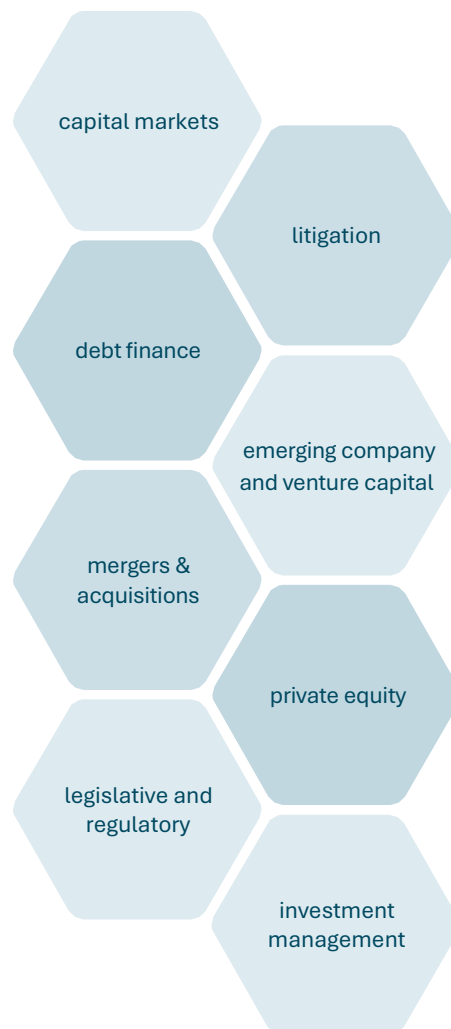 capital markets
litigation
debt finance
emerging company
and venture capital
mergers &
acquisitions
private equity
legislative and
regulatory
investment
management